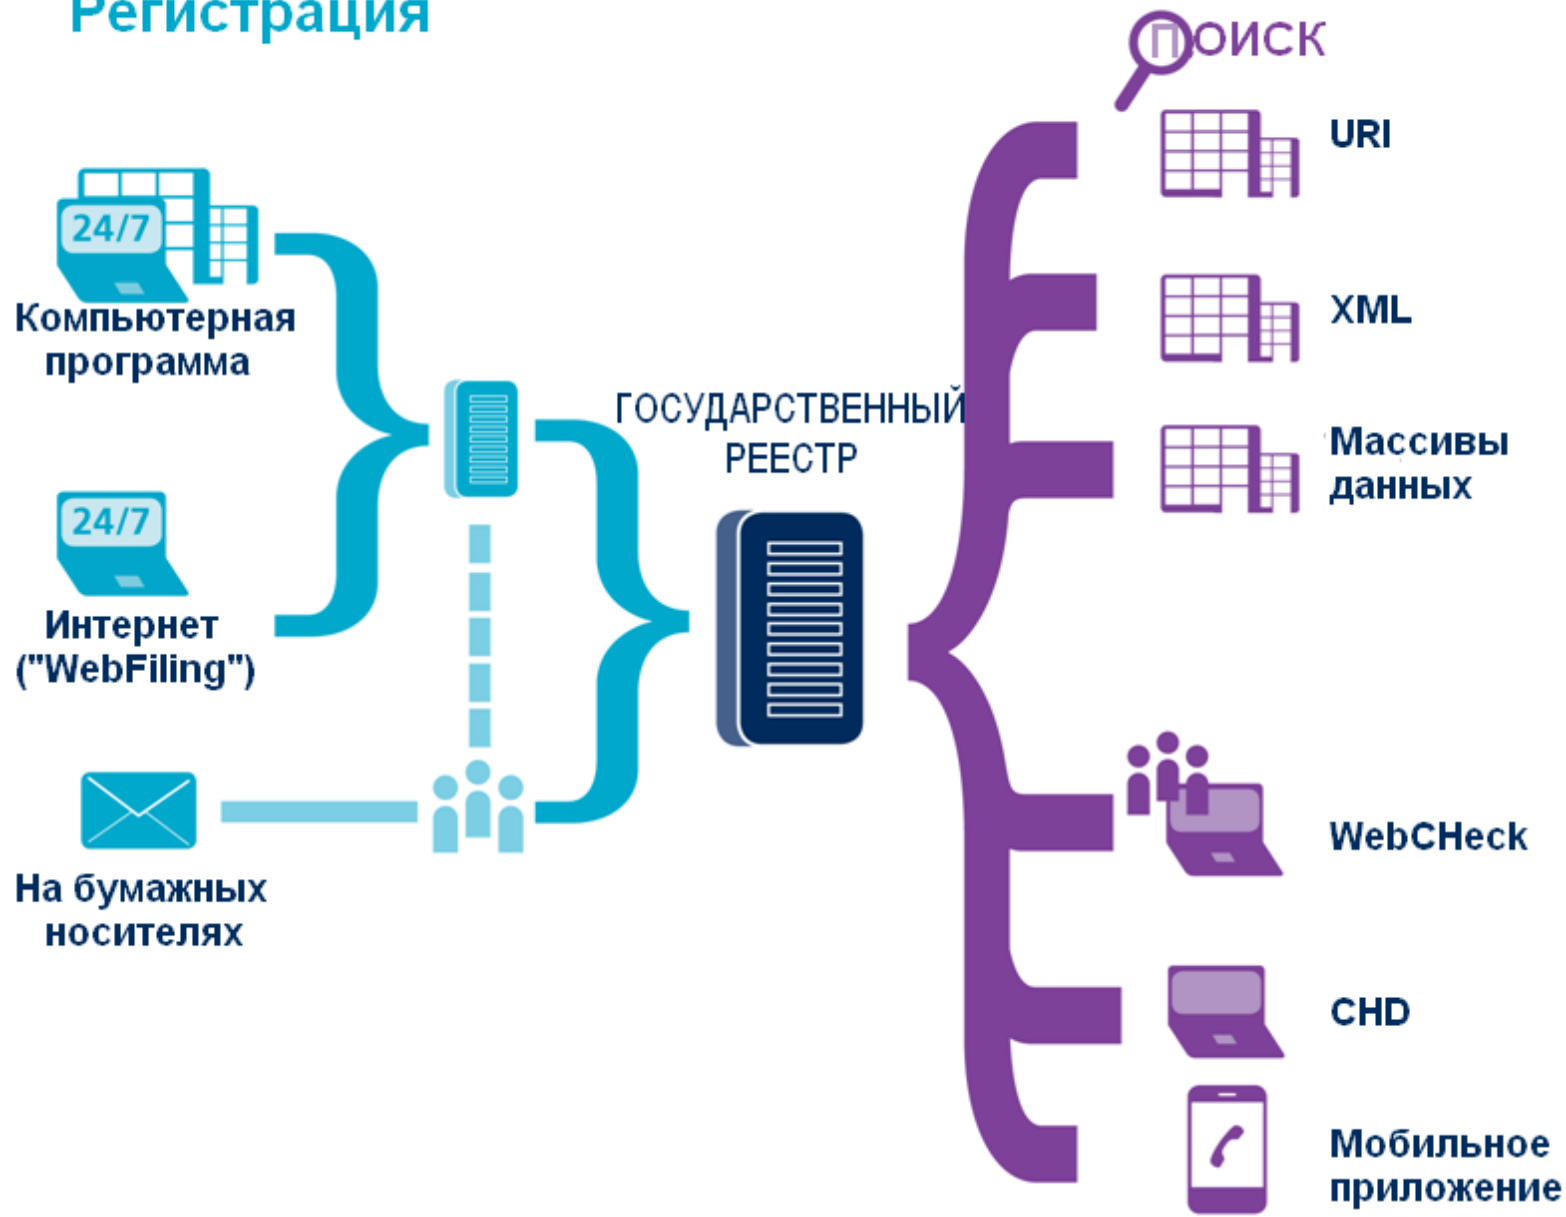 Регистрация
24/7
Компьютерная
программа
24/7
Интернет
("WebFiling")
На бумажных
носителях
ГОСУДАРСТВЕННЫЙ
РЕЕСТР
ПОИСК
URI
XML
Массивы
данных
WebCHeck
CHD
Мобильное
приложение